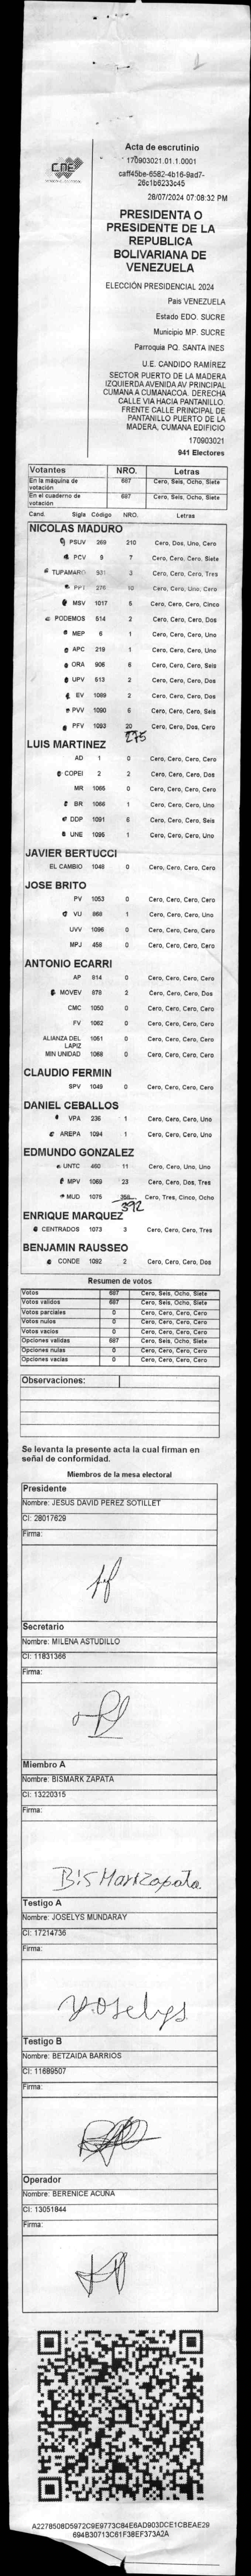 CNE
Acta de escrutinio
170903021.01.1.0001
caff45be-6582-4b16-9ad7-
26c1b6233c45
28/07/2024 07:08:32 PM
PRESIDENTA O
PRESIDENTE DE LA
REPUBLICA
BOLIVARIANA DE
VENEZUELA
ELECCIÓN PRESIDENCIAL 2024
País VENEZUELA
Estado EDO. SUCRE
Municipio MP. SUCRE
Parroquia PQ. SANTA INES
U.E. CANDIDO RAMÍREZ
SECTOR PUERTO DE LA MADERA
IZQUIERDA AVENIDA AV PRINCIPAL
CUMANA A CUMANACOA. DERECHA
CALLE VIA HACIA PANTANILLO.
FRENTE CALLE PRINCIPAL DE
PANTANILLO PUERTO DE LA
MADERA, CUMANA EDIFICIO
170903021
941 Electores
Votantes NRO. Letras
En la máquina de votación 687 Cero, Seis, Ocho, Siete
En el cuaderno de votación 687 Cero, Seis, Ocho, Siete
Cand. Sigla Código NRO. Letras
NICOLAS MADURO
PSUV 269 210 Cero, Dos, Uno, Cero
PCV 9 7 Cero, Cero, Cero, Siete
TUPAMARO 931 3 Cero, Cero, Cero, Tres
PPT 276 10 Cero, Cero, Uno, Cero
MSV 1017 5 Cero, Cero, Cero, Cinco
PODEMOS 514 2 Cero, Cero, Cero, Dos
MEP 6 1 Cero, Cero, Cero, Uno
APC 219 1 Cero, Cero, Cero, Uno
ORA 906 6 Cero, Cero, Cero, Seis
UPV 513 2 Cero, Cero, Cero, Dos
EV 1089 2 Cero, Cero, Cero, Dos
PVV 1090 6 Cero, Cero, Cero, Seis
PFV 1093 20 Cero, Cero, Dos, Cero
275
LUIS MARTINEZ
AD 1 0 Cero, Cero, Cero, Cero
COPEI 2 2 Cero, Cero, Cero, Dos
MR 1065 0 Cero, Cero, Cero, Cero
BR 1066 1 Cero, Cero, Cero, Uno
DDP 1091 6 Cero, Cero, Cero, Seis
UNE 1095 1 Cero, Cero, Cero, Uno
JAVIER BERTUCCI
EL CAMBIO 1046 0 Cero, Cero, Cero, Cero
JOSE BRITO
PV 1053 0 Cero, Cero, Cero, Cero
VU 868 1 Cero, Cero, Cero, Uno
UVV 1096 0 Cero, Cero, Cero, Cero
MPJ 458 0 Cero, Cero, Cero, Cero
ANTONIO ECARRI
AP 914 0 Cero, Cero, Cero, Cero
MOVEV 879 2 Cero, Cero, Cero, Dos
CMC 1050 0 Cero, Cero, Cero, Cero
FV 1062 0 Cero, Cero, Cero, Cero
ALIANZA DEL LAPIZ 1051 0 Cero, Cero, Cero, Cero
MIN UNIDAD 1068 0 Cero, Cero, Cero, Cero
CLAUDIO FERMIN
SPV 1049 0 Cero, Cero, Cero, Cero
DANIEL CEBALLOS
VPA 236 1 Cero, Cero, Cero, Uno
AREPA 1094 1 Cero, Cero, Cero, Uno
EDMUNDO GONZALEZ
UNTC 460 11 Cero, Cero, Uno, Uno
MPV 1069 23 Cero, Cero, Dos, Tres
MUD 1075 358 Cero, Tres, Cinco, Ocho
392
ENRIQUE MARQUEZ
CENTRADOS 1073 3 Cero, Cero, Cero, Tres
BENJAMIN RAUSSEO
CONDE 1092 2 Cero, Cero, Cero, Dos
Resumen de votos
Votos 687 Cero, Seis, Ocho, Siete
Votos validos 687 Cero, Seis, Ocho, Siete
Votos parciales 0 Cero, Cero, Cero, Cero
Votos nulos 0 Cero, Cero, Cero, Cero
Votos vacios 0 Cero, Cero, Cero, Cero
Opciones validas 687 Cero, Seis, Ocho, Siete
Opciones nulas 0 Cero, Cero, Cero, Cero
Opciones vacias 0 Cero, Cero, Cero, Cero
Observaciones:
Se levanta la presente acta la cual firman en
señal de conformidad.
Miembros de la mesa electoral
Presidente
Nombre: JESUS DAVID PEREZ SOTILLET
CI: 28017629
Firma:
Secretario
Nombre: MILENA ASTUDILLO
CI: 11831366
Firma:
Miembro A
Nombre: BISMARK ZAPATA
CI: 13220315
Firma:
BisMarkZapata
Testigo A
Nombre: JOSELYS MUNDARAY
CI: 17214736
Firma:
Yoselys
Testigo B
Nombre: BETZAIDA BARRIOS
CI: 11689507
Firma:
Operador
Nombre: BERENICE ACUÑA
CI: 13051844
Firma:
A2278508D5972C9E9773C84E6AD903DCE1CBEAE29
694B30713C61F38EF373A2A